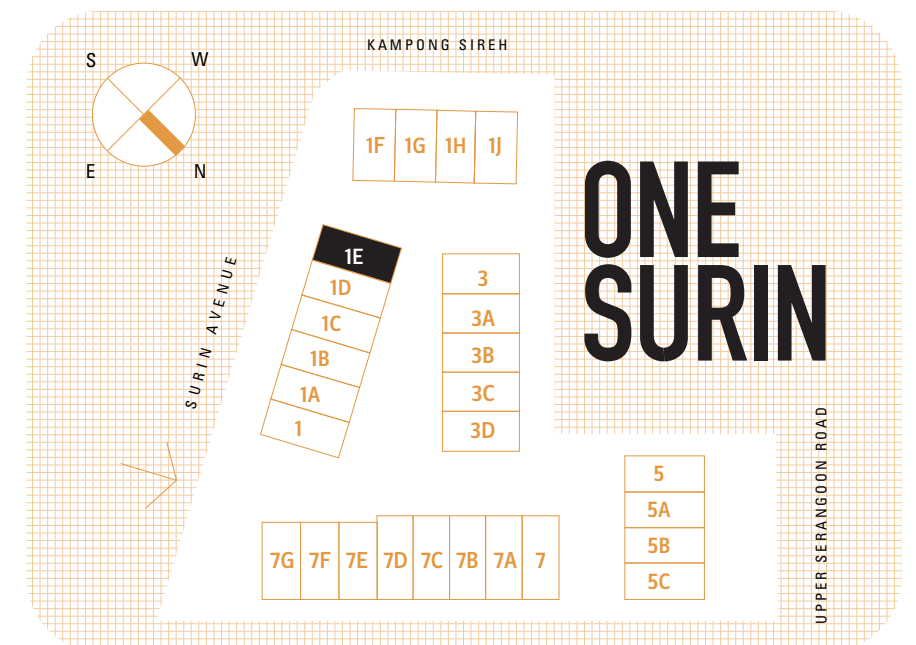 KAMPONG SIREH
S W
E N
1F 1G 1H 1J
ONE
SURIN
SURIN AVENUE
1E
1D
1C
1B
1A
1
3
3A
3B
3C
3D
UPPER SERANGOON ROAD
5
5A
5B
5C
7G 7F 7E 7D 7C 7B 7A 7